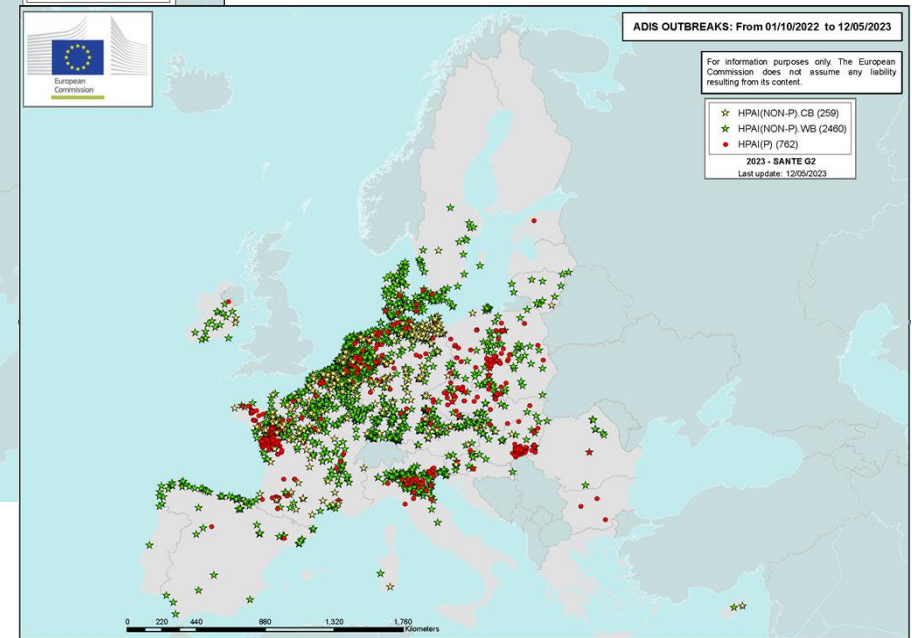 European
Commission
ADIS OUTBREAKS: From 01/10/2022 to 12/05/2023
For information purposes only. The European
Commission does not assume any liability
resulting from its content.
HPAI(NON-P).CB (259)
HPAI(NON-P).WB (2460)
HPAI(P) (762)
2023 - SANTE G2
Last update: 12/05/2023
0 220 440 880 1,320 1,760
Kilometers